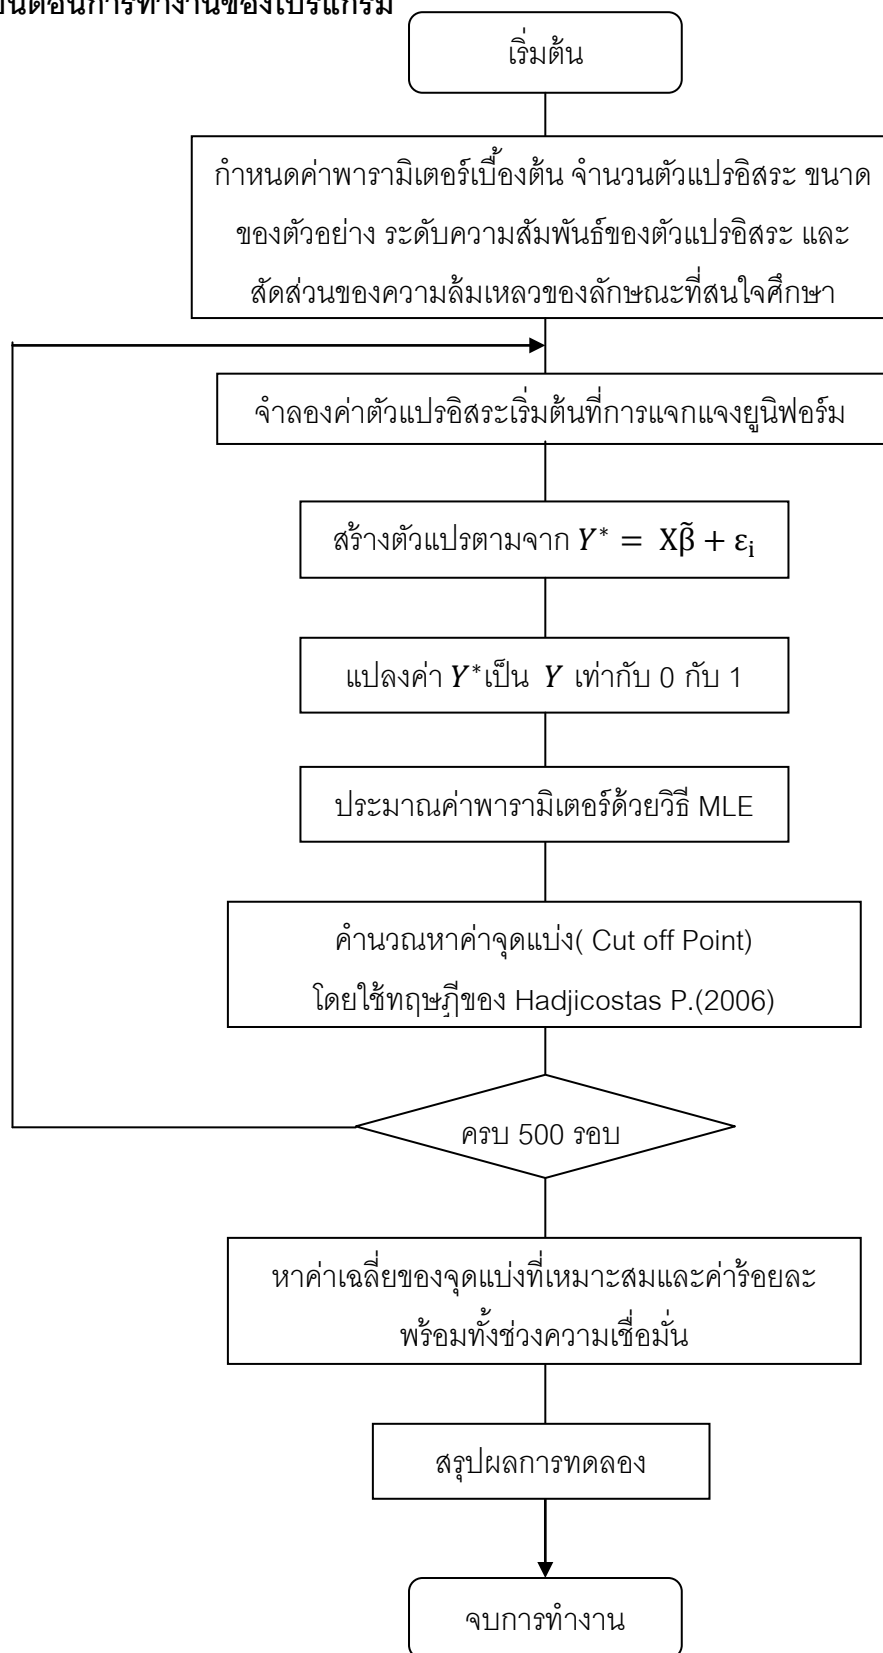 ขั้นตอนการทำงานของโปรแกรม
เริ่มต้น
กำหนดค่าพารามิเตอร์เบื้องต้น จำนวนตัวแปรอิสระ ขนาด
ของตัวอย่าง ระดับความสัมพันธ์ของตัวแปรอิสระ และ
สัดส่วนของความล้มเหลวของลักษณะที่สนใจศึกษา
จำลองค่าตัวแปรอิสระเริ่มต้นที่การแจกแจงยูนิฟอร์ม
สร้างตัวแปรตามจาก Y* = Xβ̃ + εᵢ
แปลงค่า Y*เป็น Y เท่ากับ 0 กับ 1
ประมาณค่าพารามิเตอร์ด้วยวิธี MLE
คำนวณหาค่าจุดแบ่ง( Cut off Point)
โดยใช้ทฤษฎีของ Hadjicostas P.(2006)
ครบ 500 รอบ
หาค่าเฉลี่ยของจุดแบ่งที่เหมาะสมและค่าร้อยละ
พร้อมทั้งช่วงความเชื่อมั่น
สรุปผลการทดลอง
จบการทำงาน